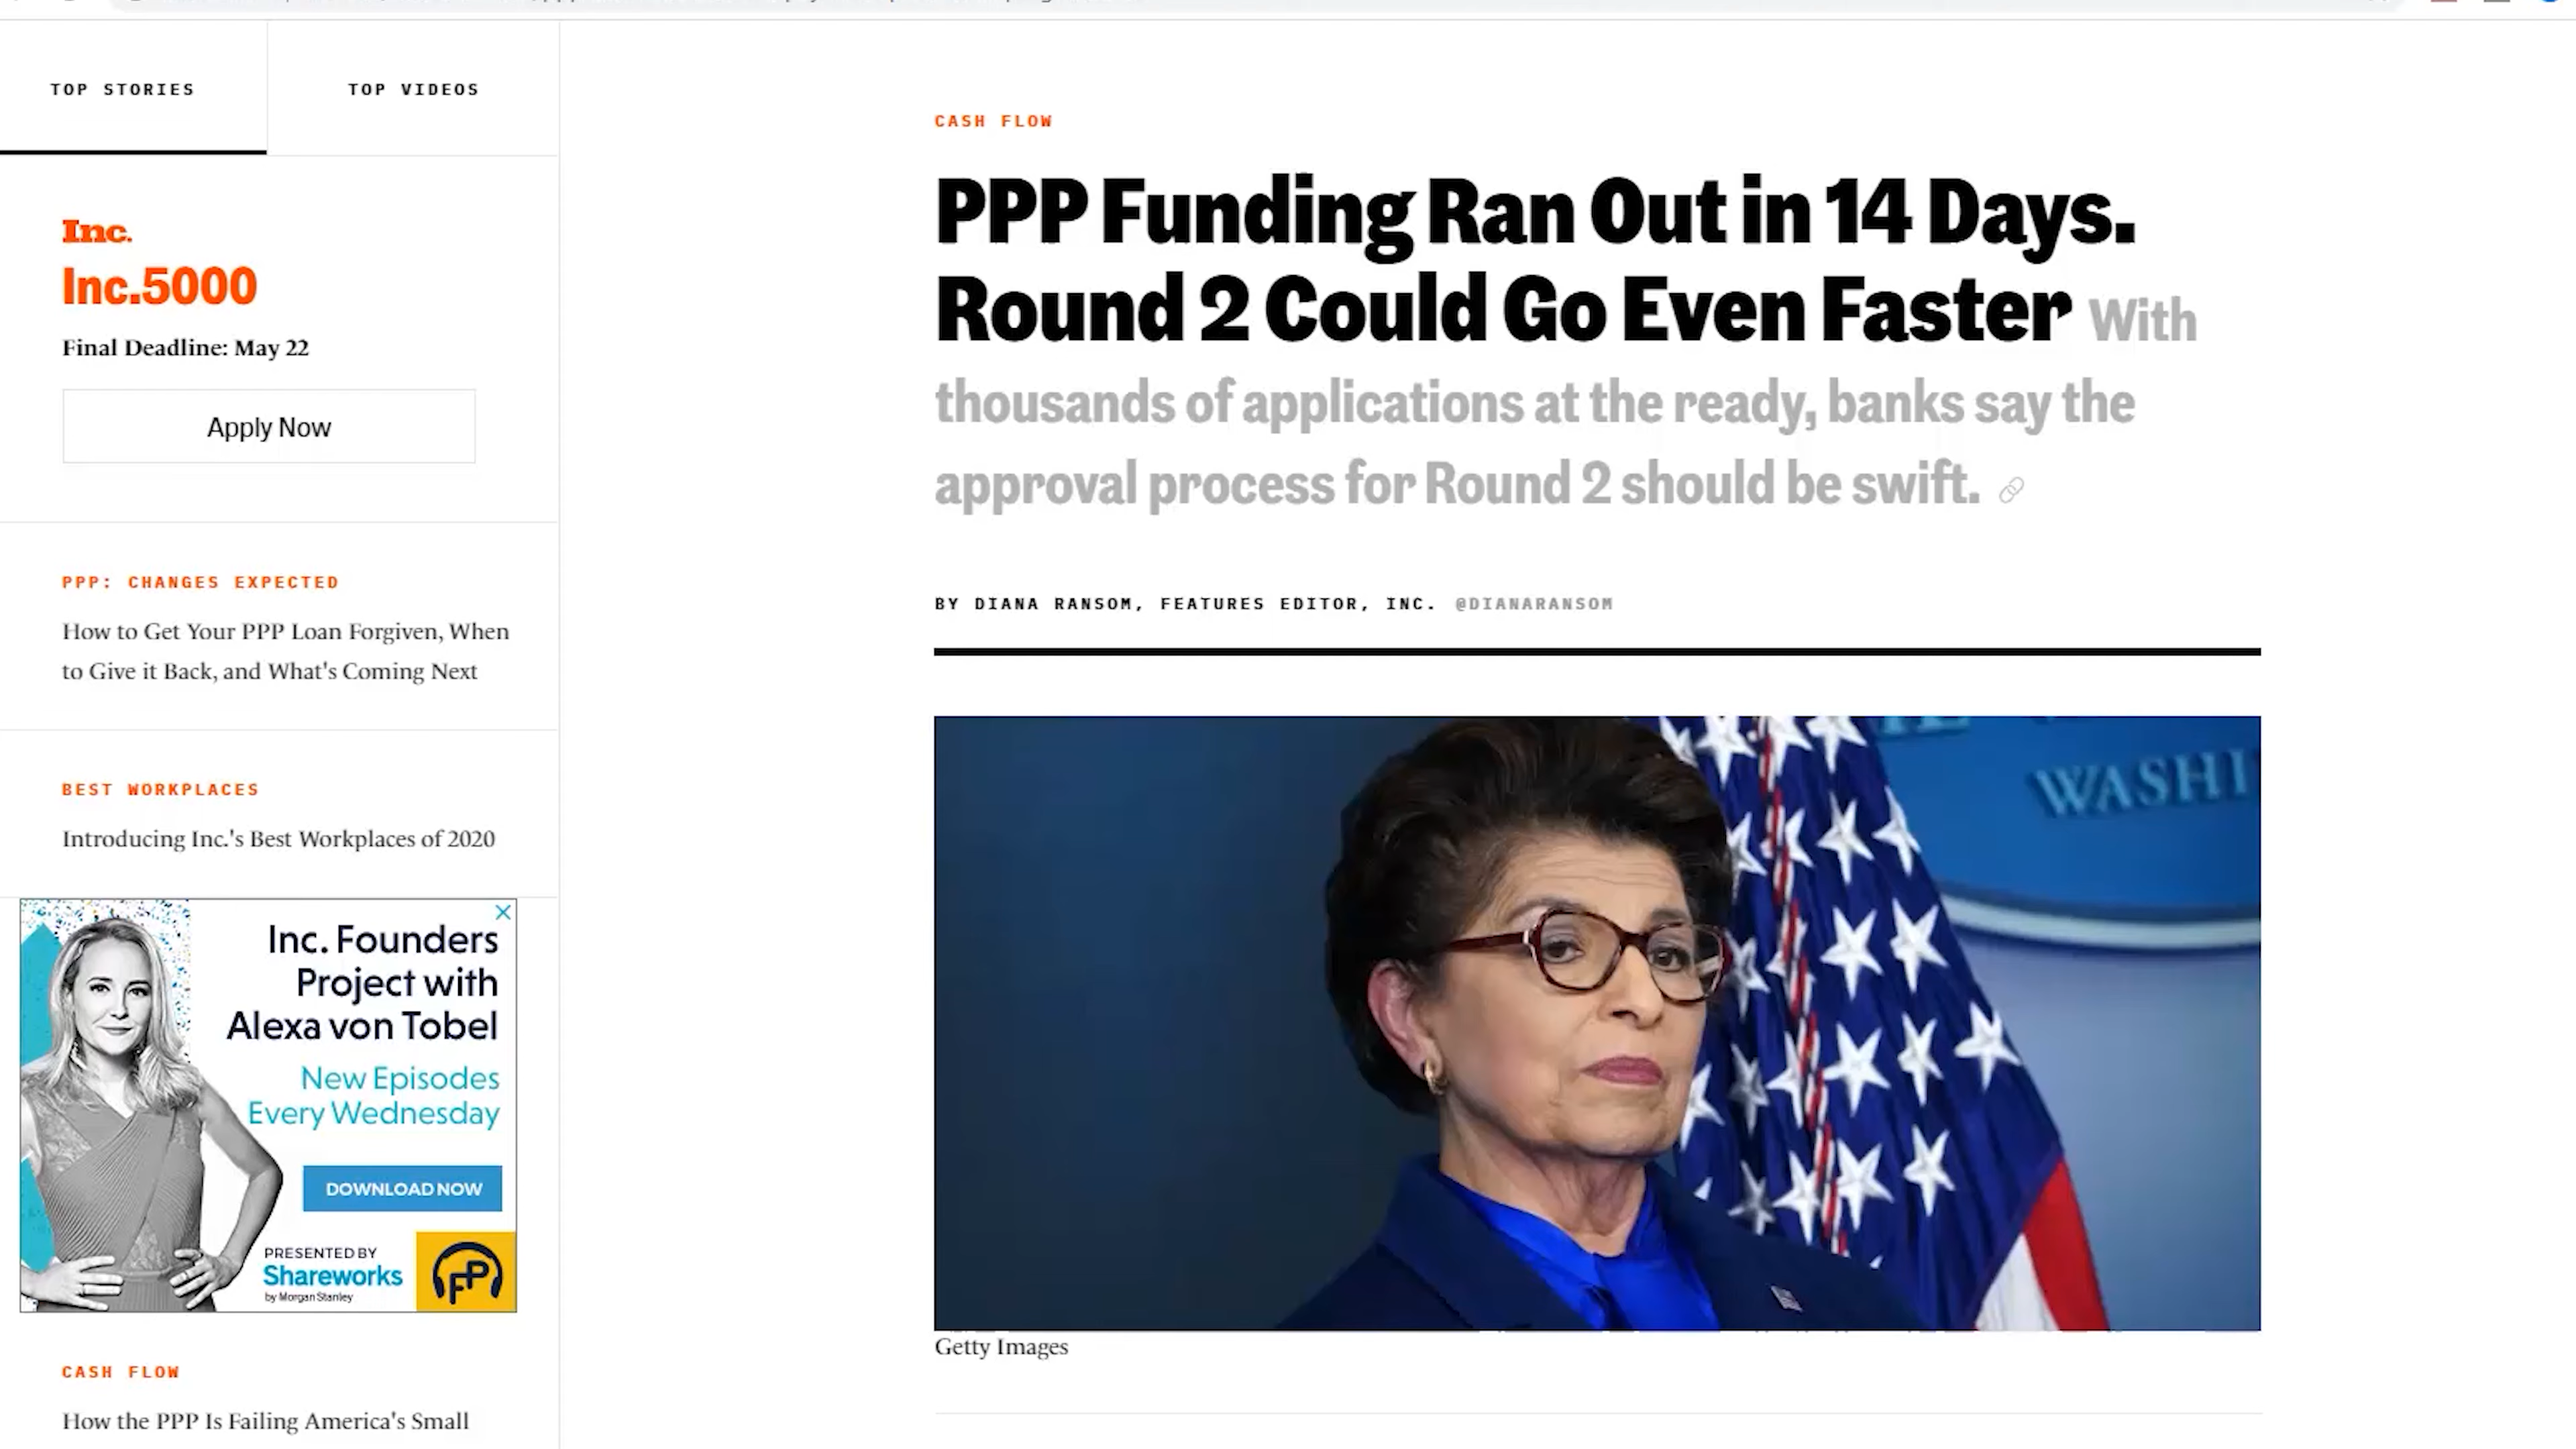 TOP STORIES
TOP VIDEOS
Inc.
Inc.5000
Final Deadline: May 22
Apply Now
PPP: CHANGES EXPECTED
How to Get Your PPP Loan Forgiven, When
to Give it Back, and What's Coming Next
BEST WORKPLACES
Introducing Inc.'s Best Workplaces of 2020
Inc. Founders
Project with
Alexa von Tobel
New Episodes
Every Wednesday
DOWNLOAD NOW
PRESENTED BY
Shareworks
by Morgan Stanley
FP
CASH FLOW
How the PPP Is Failing America's Small
CASH FLOW
PPP Funding Ran Out in 14 Days.
Round 2 Could Go Even Faster With
thousands of applications at the ready, banks say the
approval process for Round 2 should be swift.
BY DIANA RANSOM, FEATURES EDITOR, INC. @DIANARANSOM
WASHI
Getty Images